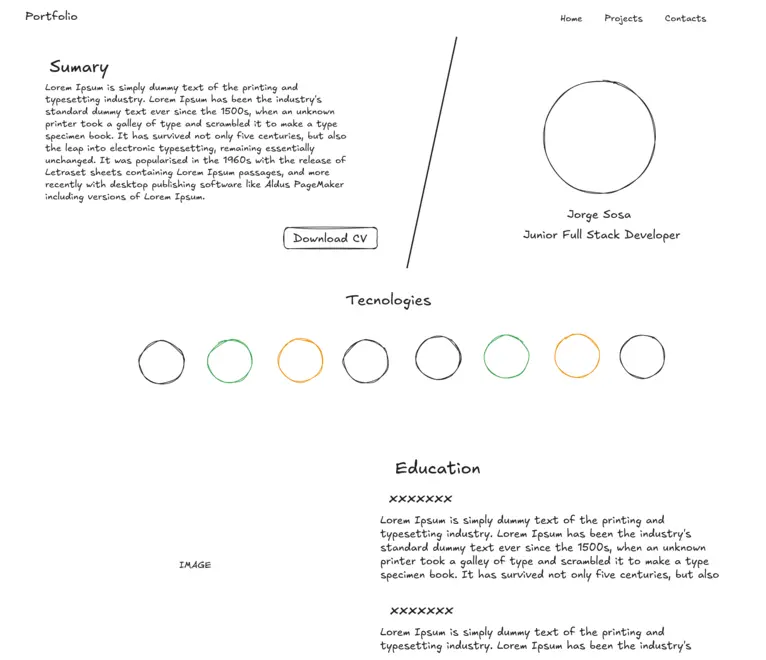 Portfolio
Home Projects Contacts
Sumary
Lorem Ipsum is simply dummy text of the printing and
typesetting industry. Lorem Ipsum has been the industry's
standard dummy text ever since the 1500s, when an unknown
printer took a galley of type and scrambled it to make a type
specimen book. It has survived not only five centuries, but also
the leap into electronic typesetting, remaining essentially
unchanged. It was popularised in the 1960s with the release of
Letraset sheets containing Lorem Ipsum passages, and more
recently with desktop publishing software like Aldus PageMaker
including versions of Lorem Ipsum.
Download CV
Jorge Sosa
Junior Full Stack Developer
Tecnologies
Education
xxxxxxx
Lorem Ipsum is simply dummy text of the printing and
typesetting industry. Lorem Ipsum has been the industry's
standard dummy text ever since the 1500s, when an unknown
printer took a galley of type and scrambled it to make a type
specimen book. It has survived not only five centuries, but also
IMAGE
xxxxxxx
Lorem Ipsum is simply dummy text of the printing and
typesetting industry. Lorem Ipsum has been the industry's